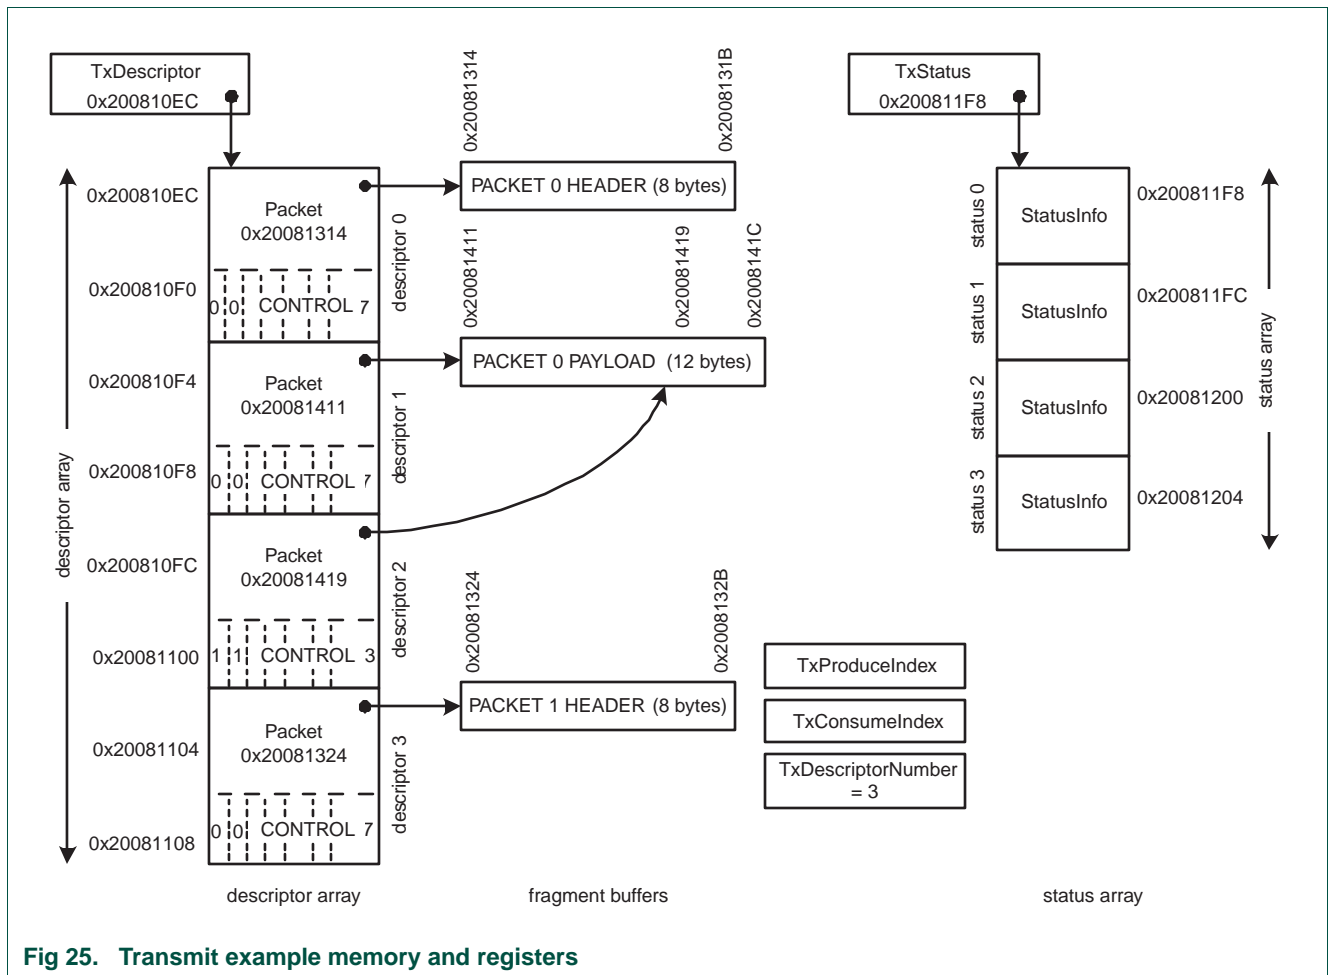 TxDescriptor
0x200810EC
TxStatus
0x200811F8
0x20081314
0x2008131B
0x200810EC
Packet
0x20081314
descriptor 0
PACKET 0 HEADER (8 bytes)
0x200810F0
0 0 CONTROL 7
0x20081411
0x20081419
0x2008141C
0x200810F4
Packet
0x20081411
descriptor 1
PACKET 0 PAYLOAD (12 bytes)
0x200810F8
0 0 CONTROL 7
descriptor array
0x200810FC
Packet
0x20081419
descriptor 2
0x20081100
1 1 CONTROL 3
0x20081324
0x2008132B
0x20081104
Packet
0x20081324
descriptor 3
PACKET 1 HEADER (8 bytes)
0x20081108
0 0 CONTROL 7
status 0
StatusInfo
0x200811F8
status 1
StatusInfo
0x200811FC
status array
status 2
StatusInfo
0x20081200
status 3
StatusInfo
0x20081204
TxProduceIndex
TxConsumeIndex
TxDescriptorNumber
= 3
descriptor array
fragment buffers
status array
Fig 25. Transmit example memory and registers